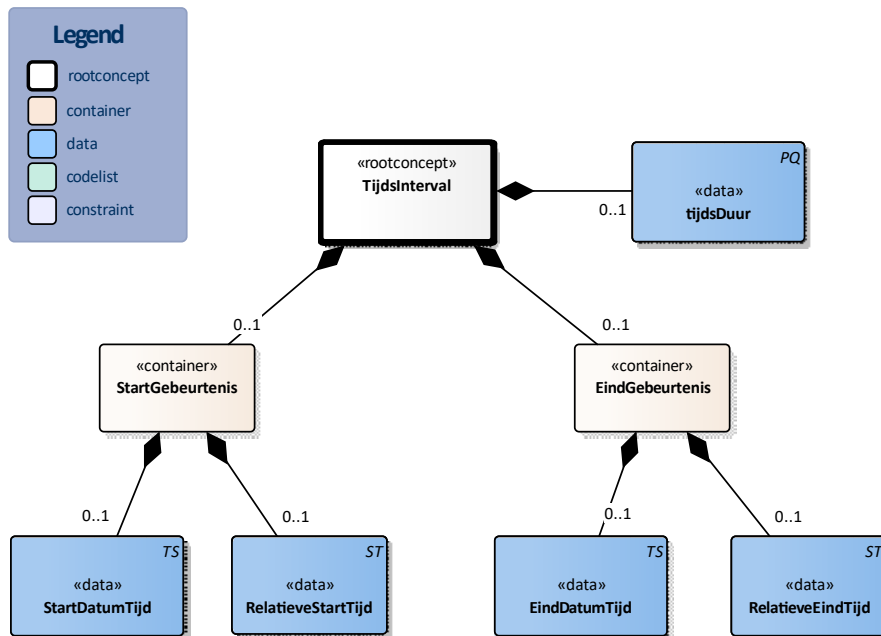 Legend
rootconcept
container
data
codelist
constraint
«rootconcept»
TijdsInterval
PQ
«data»
tijdsDuur
0..1
0..1
0..1
«container»
StartGebeurtenis
«container»
EindGebeurtenis
0..1
0..1
0..1
0..1
TS
«data»
StartDatumTijd
ST
«data»
RelatieveStartTijd
TS
«data»
EindDatumTijd
ST
«data»
RelatieveEindTijd